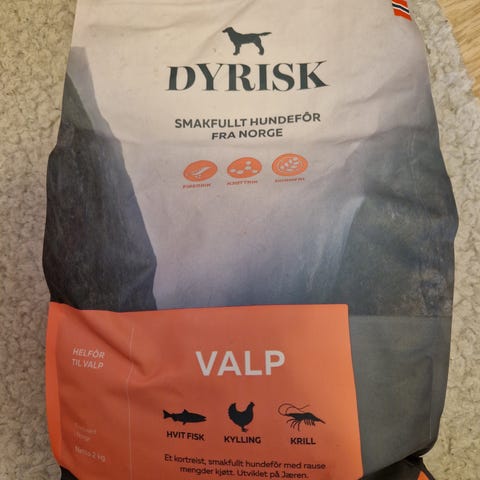 DYRISK
SMAKFULLT HUNDEFÔR
FRA NORGE
HELFÔR
TIL VALP
VALP
HVIT FISK
KYLLING
KRILL
Netto 2 kg
Et kortreist, smakfullt hundefôr med rause
mengder kjøtt. Utviklet på Jæren.